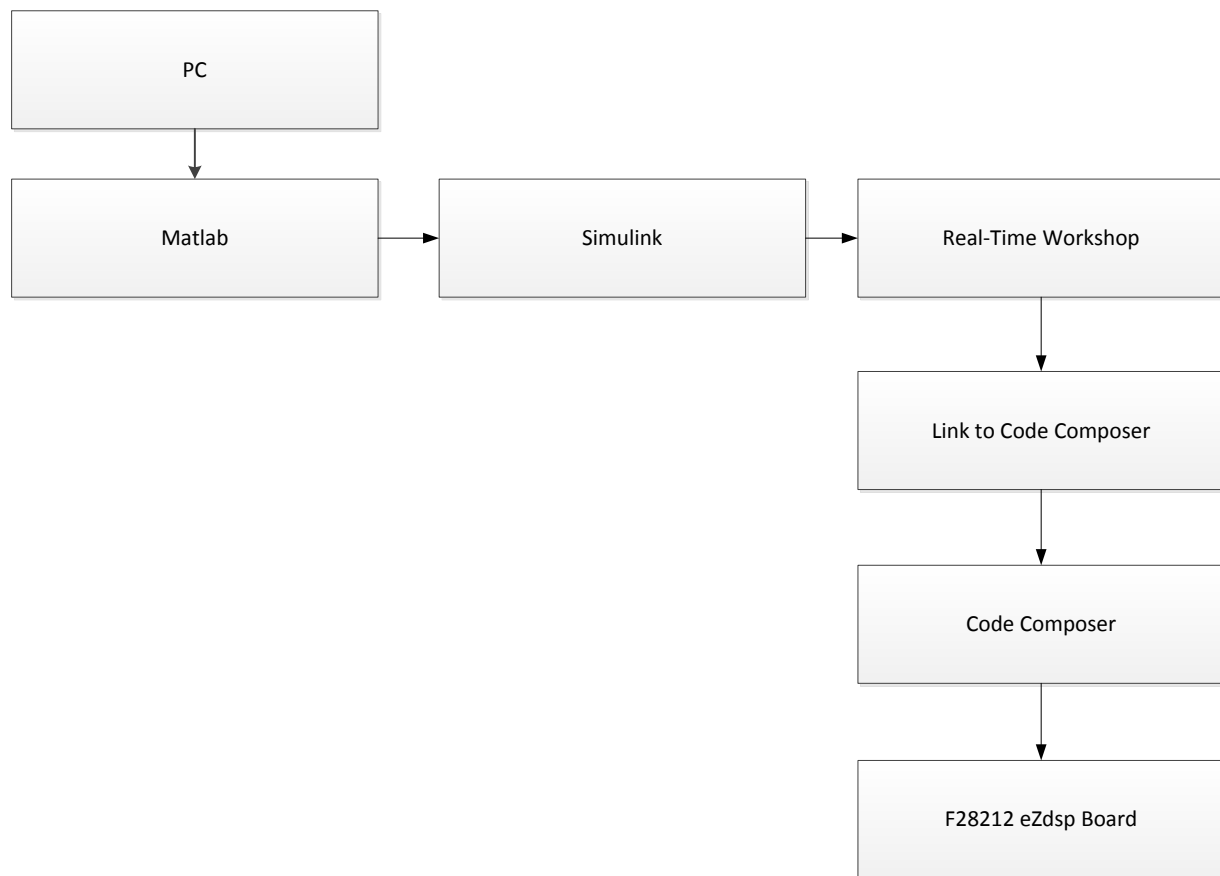 PC
Matlab
Simulink
Real-Time Workshop
Link to Code Composer
Code Composer
F28212 eZdsp Board